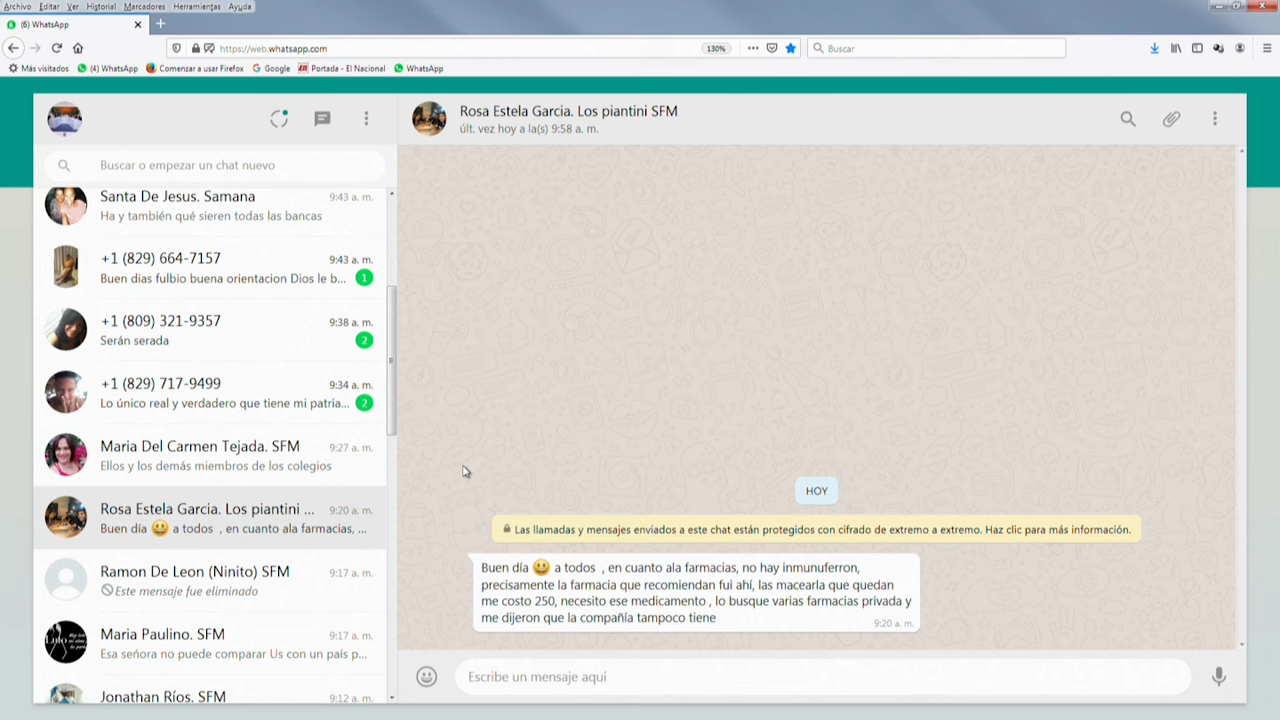 Archivo Editar Ver Historial Marcadores Herramientas Ayuda
(6) WhatsApp
https://web.whatsapp.com
130%
Buscar
Más visitados (4) WhatsApp Comenzar a usar Firefox Google Portada - El Nacional WhatsApp
Rosa Estela Garcia. Los piantini SFM
últ. vez hoy a la(s) 9:58 a. m.
Buscar o empezar un chat nuevo
Santa De Jesus. Samana 9:43 a. m.
Ha y también qué sieren todas las bancas
+1 (829) 664-7157 9:43 a. m.
Buen dias fulbio buena orientacion Dios le b... 1
+1 (809) 321-9357 9:38 a. m.
Serán serada 2
+1 (829) 717-9499 9:34 a. m.
Lo único real y verdadero que tiene mi patria... 2
Maria Del Carmen Tejada. SFM 9:27 a. m.
Ellos y los demás miembros de los colegios
Rosa Estela Garcia. Los piantini ... 9:20 a. m.
Buen día 😀 a todos , en cuanto ala farmacias, ...
Ramon De Leon (Ninito) SFM 9:17 a. m.
Este mensaje fue eliminado
Maria Paulino. SFM 9:17 a. m.
Esa señora no puede comparar Us con un país p...
Jonathan Ríos. SFM 9:12 a. m.
HOY
Las llamadas y mensajes enviados a este chat están protegidos con cifrado de extremo a extremo. Haz clic para más información.
Buen día 😀 a todos , en cuanto ala farmacias, no hay inmunuferron,
precisamente la farmacia que recomiendan fui ahí, las macearla que quedan
me costo 250, necesito ese medicamento , lo busque varias farmacias privada y
me dijeron que la compañía tampoco tiene
9:20 a. m.
Escribe un mensaje aquí